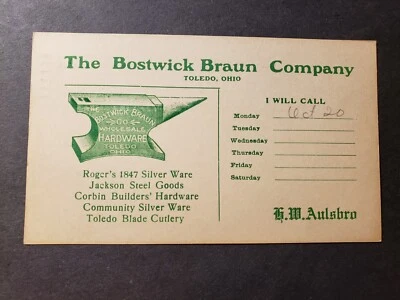 The Bostwick Braun Company
TOLEDO, OHIO
THE
BOSTWICK BRAUN
CO.
WHOLESALE
HARDWARE
TOLEDO
OHIO
Roger's 1847 Silver Ware
Jackson Steel Goods
Corbin Builders' Hardware
Community Silver Ware
Toledo Blade Cutlery
I WILL CALL
Monday Oct 20
Tuesday
Wednesday
Thursday
Friday
Saturday
H. W. Aulsbro